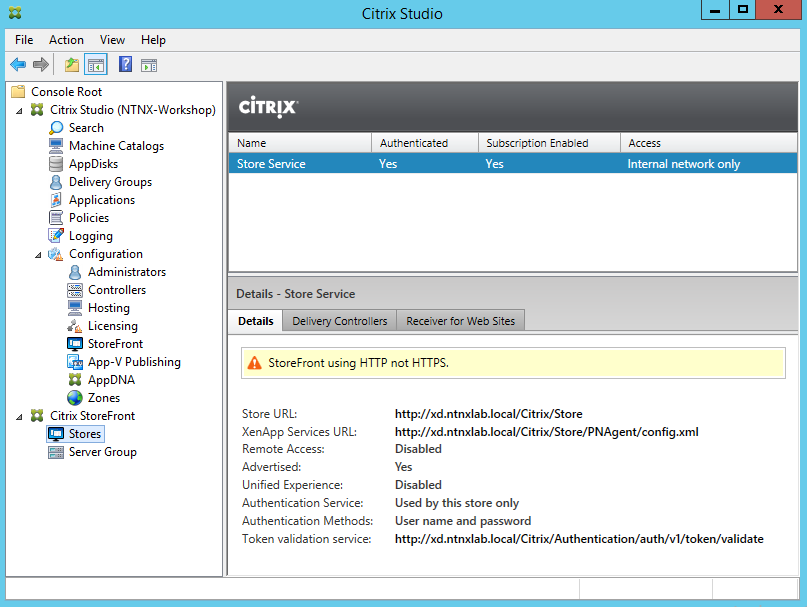 Citrix Studio
File Action View Help
Console Root
Citrix Studio (NTNX-Workshop)
Search
Machine Catalogs
AppDisks
Delivery Groups
Applications
Policies
Logging
Configuration
Administrators
Controllers
Hosting
Licensing
StoreFront
App-V Publishing
AppDNA
Zones
Citrix StoreFront
Stores
Server Group
CITRIX
Name Authenticated Subscription Enabled Access
Store Service Yes Yes Internal network only
Details - Store Service
Details Delivery Controllers Receiver for Web Sites
StoreFront using HTTP not HTTPS.
Store URL: http://xd.ntnxlab.local/Citrix/Store
XenApp Services URL: http://xd.ntnxlab.local/Citrix/Store/PNAgent/config.xml
Remote Access: Disabled
Advertised: Yes
Unified Experience: Disabled
Authentication Service: Used by this store only
Authentication Methods: User name and password
Token validation service: http://xd.ntnxlab.local/Citrix/Authentication/auth/v1/token/validate